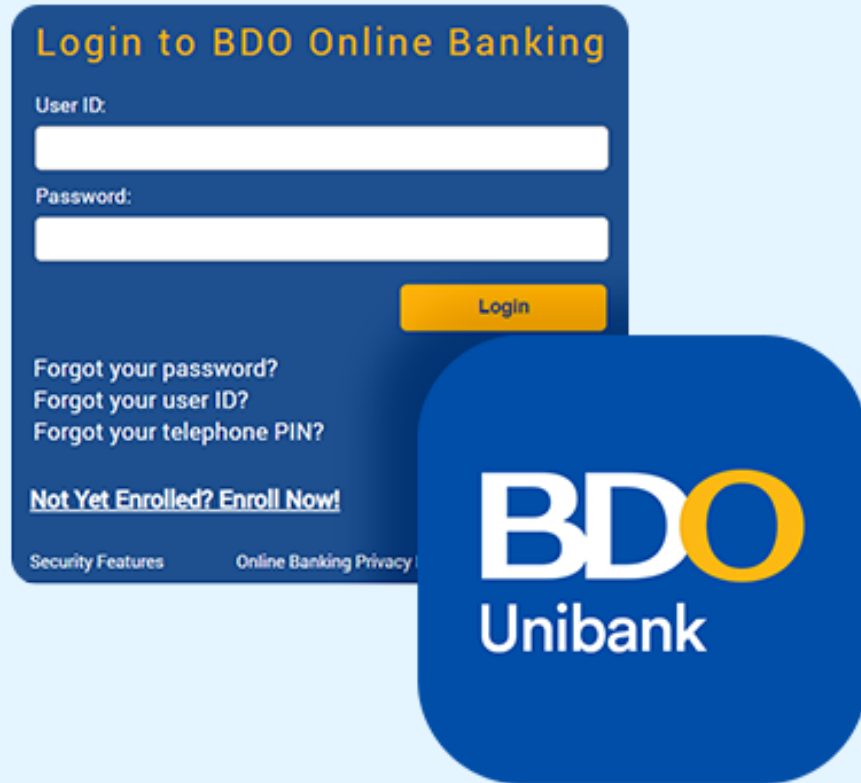 Login to BDO Online Banking
User ID:
Password:
Login
Forgot your password?
Forgot your user ID?
Forgot your telephone PIN?
Not Yet Enrolled? Enroll Now!
Security Features
Online Banking Privacy
BDO
Unibank